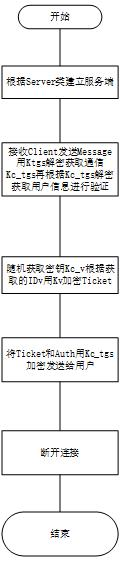 开始
根据Server类建立服务端
接收Client发送Message
用Ktgs解密获取通信
Kc_tgs再根据Kc_tgs解密
获取用户信息进行验证
随机获取密钥Kc_v根据获
取的IDv用Kv加密Ticket
将Ticket和Auth用Kc_tgs
加密发送给用户
断开连接
结束